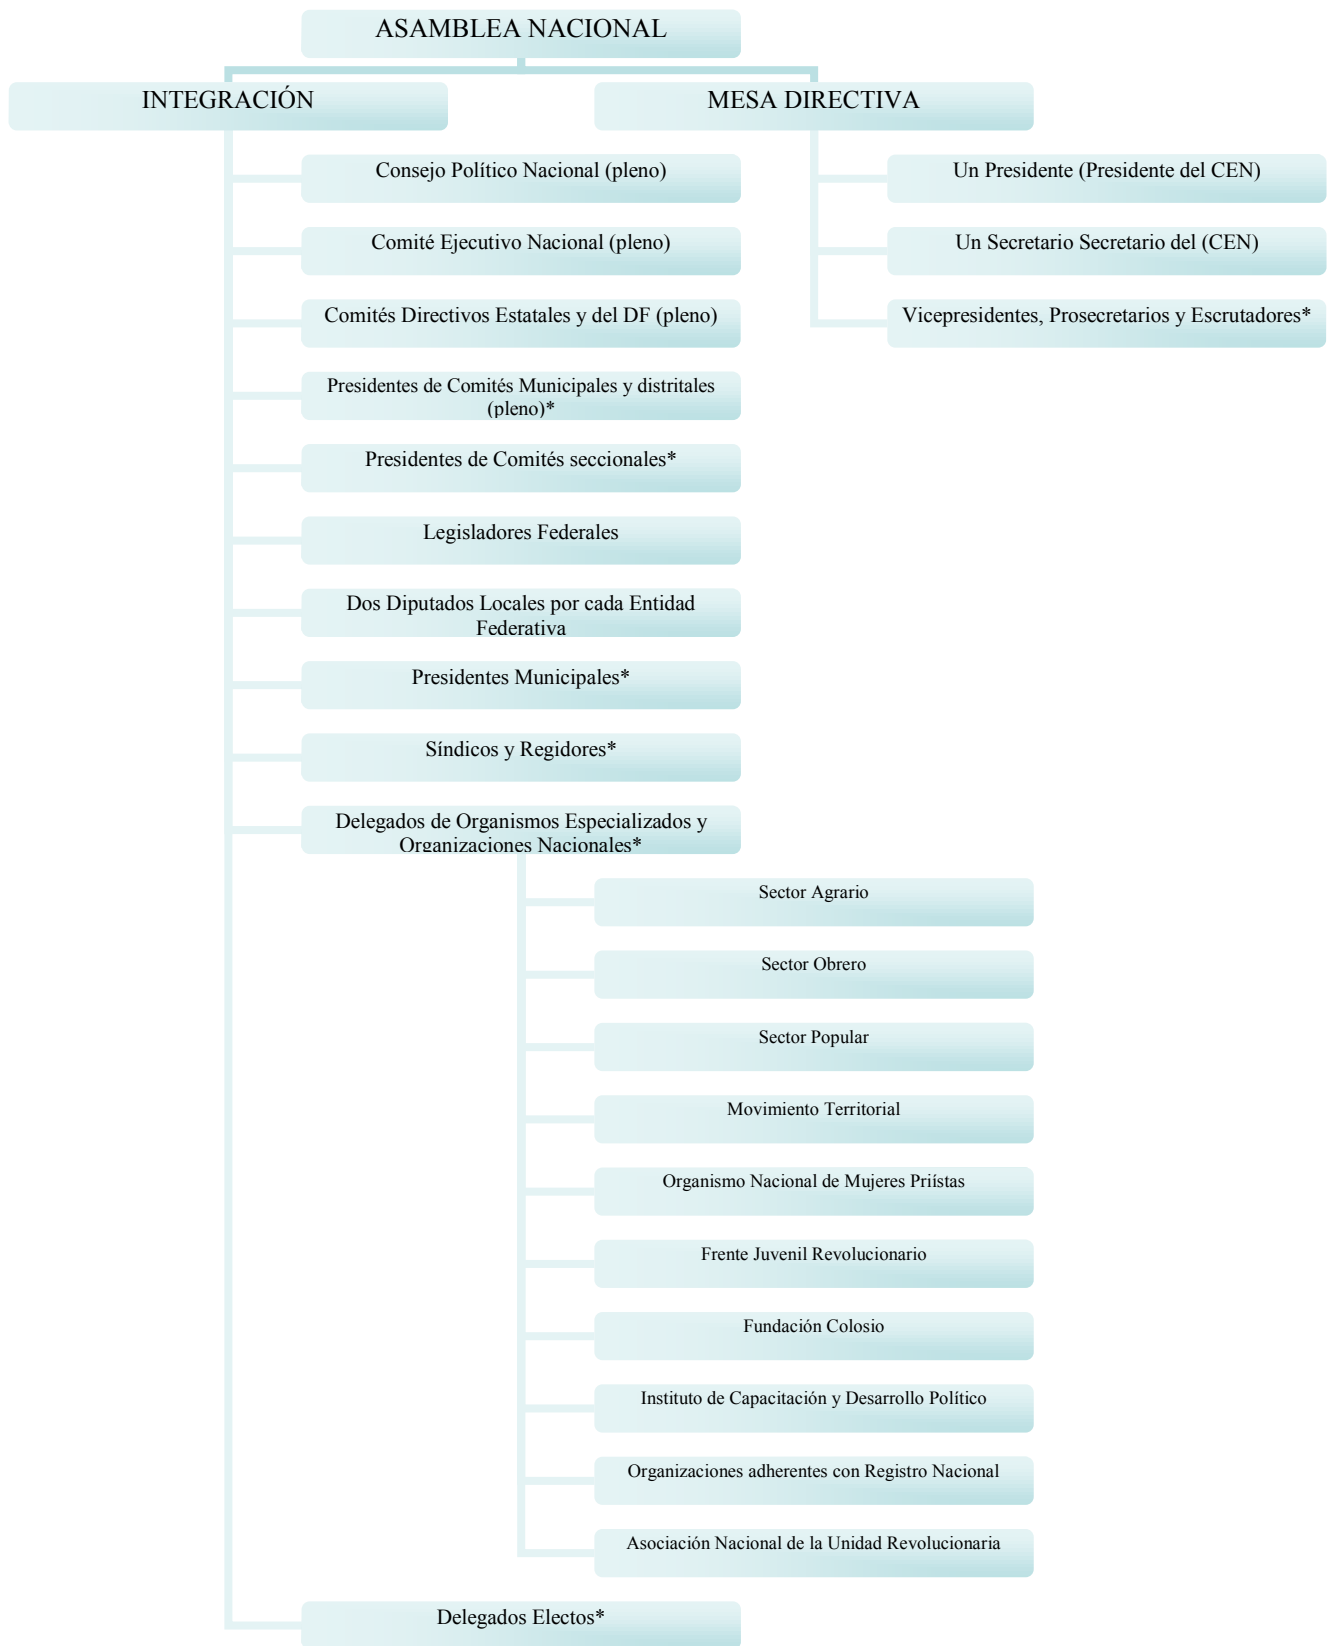 ASAMBLEA NACIONAL
INTEGRACIÓN
MESA DIRECTIVA
Consejo Político Nacional (pleno)
Un Presidente (Presidente del CEN)
Comité Ejecutivo Nacional (pleno)
Un Secretario Secretario del (CEN)
Comités Directivos Estatales y del DF (pleno)
Vicepresidentes, Prosecretarios y Escrutadores*
Presidentes de Comités Municipales y distritales
(pleno)*
Presidentes de Comités seccionales*
Legisladores Federales
Dos Diputados Locales por cada Entidad
Federativa
Presidentes Municipales*
Síndicos y Regidores*
Delegados de Organismos Especializados y
Organizaciones Nacionales*
Sector Agrario
Sector Obrero
Sector Popular
Movimiento Territorial
Organismo Nacional de Mujeres Priístas
Frente Juvenil Revolucionario
Fundación Colosio
Instituto de Capacitación y Desarrollo Político
Organizaciones adherentes con Registro Nacional
Asociación Nacional de la Unidad Revolucionaria
Delegados Electos*